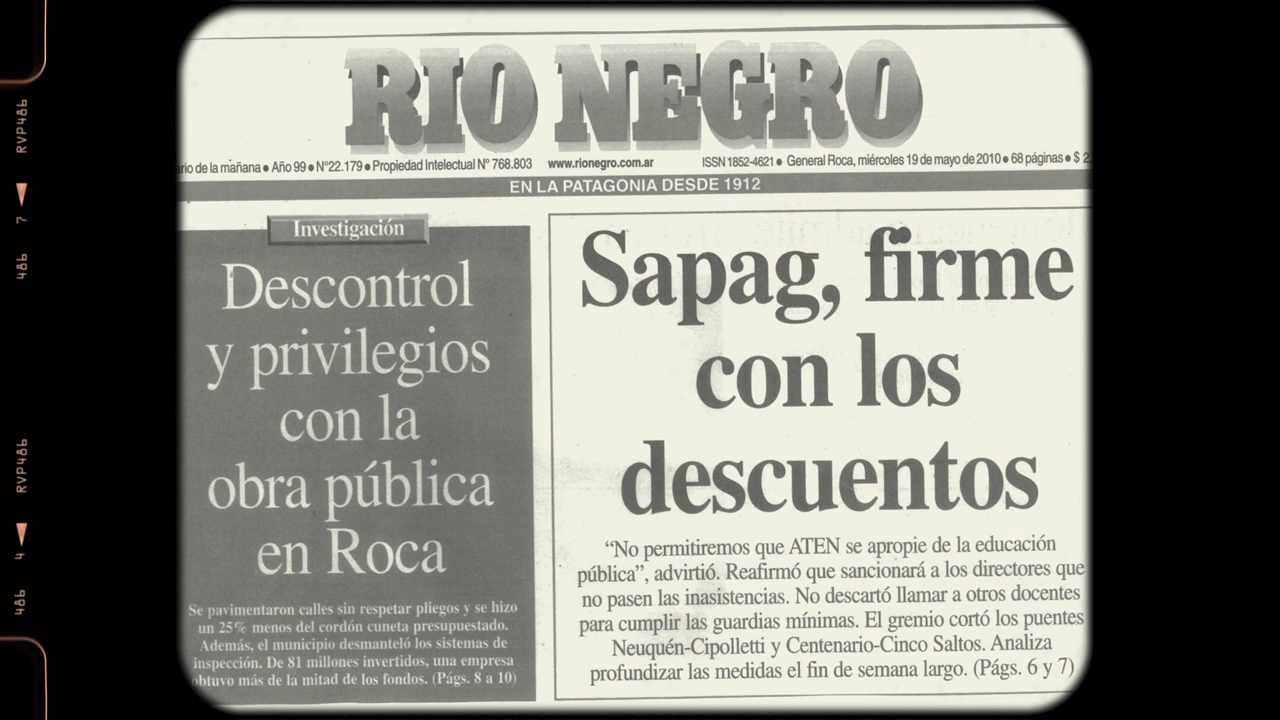 RIO NEGRO
de la mañana ● Año 99 ● N°22.179 ● Propiedad Intelectual N° 768.803 www.rionegro.com.ar ISSN 1852-4621 ● General Roca, miércoles 19 de mayo de 2010 ● 68 páginas ● $ 2
EN LA PATAGONIA DESDE 1912
Investigación
Descontrol
y privilegios
con la
obra pública
en Roca
Se pavimentaron calles sin respetar pliegos y se hizo
un 25% menos del cordón cuneta presupuestado.
Además, el municipio desmanteló los sistemas de
inspección. De 81 millones invertidos, una empresa
obtuvo más de la mitad de los fondos. (Págs. 8 a 10)
Sapag, firme
con los
descuentos
“No permitiremos que ATEN se apropie de la educación
pública”, advirtió. Reafirmó que sancionará a los directores que
no pasen las inasistencias. No descartó llamar a otros docentes
para cumplir las guardias mínimas. El gremio cortó los puentes
Neuquén-Cipolletti y Centenario-Cinco Saltos. Analiza
profundizar las medidas el fin de semana largo. (Págs. 6 y 7)
RVP486
486 7
RVP486
486 4